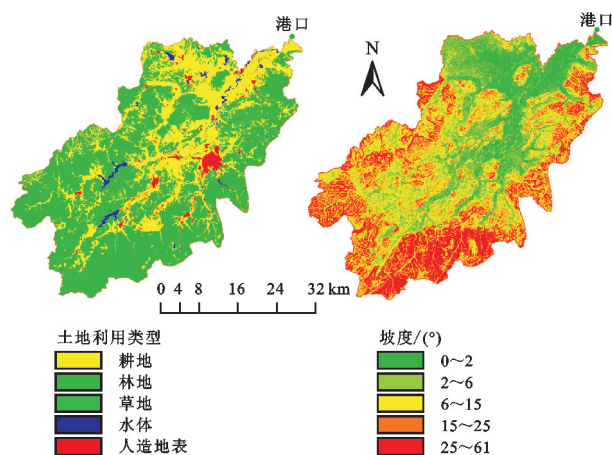 港口
港口
N
0 4 8 16 24 32 km
土地利用类型
耕地
林地
草地
水体
人造地表
坡度/(°)
0～2
2～6
6～15
15～25
25～61